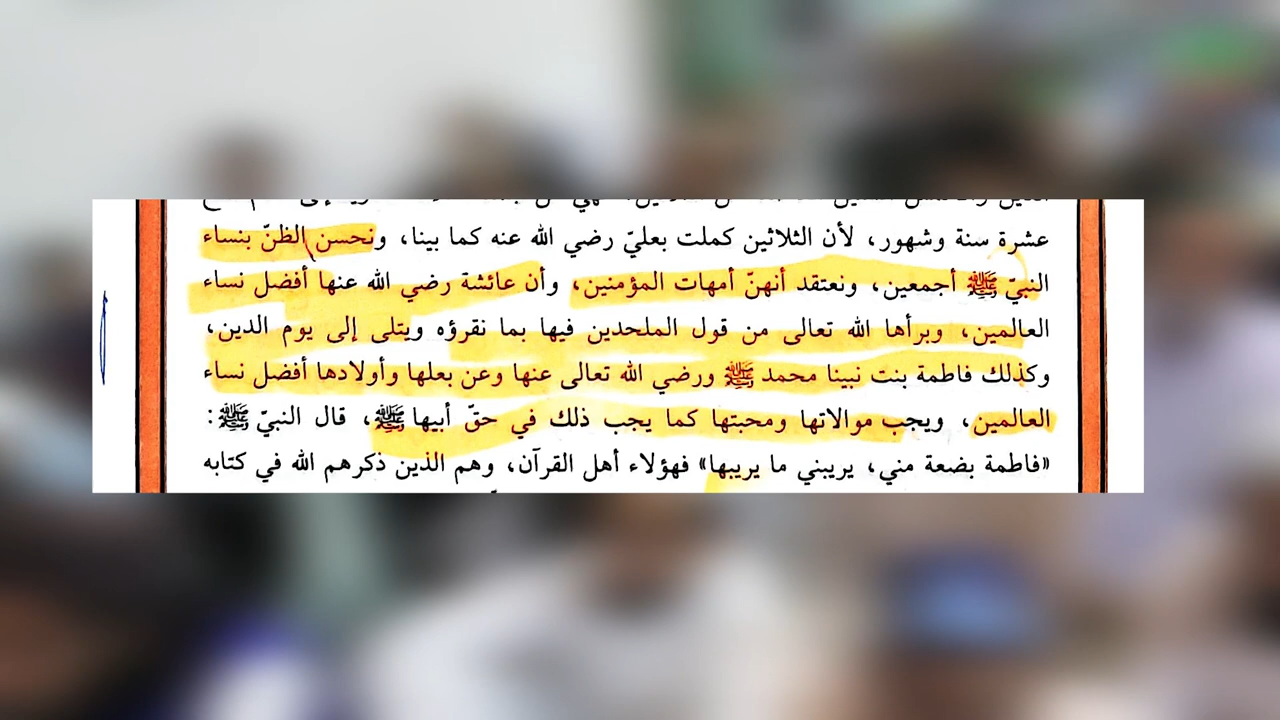 عشرة سنة وشهور، لأن الثلاثين كملت بعليّ رضي الله عنه كما بينا، ونحسن الظنّ بنساء
النبيّ ﷺ أجمعين، ونعتقد أنهنّ أمهات المؤمنين، وأن عائشة رضي الله عنها أفضل نساء
العالمين، وبرأها الله تعالى من قول الملحدين فيها بما نقرؤه ويتلى إلى يوم الدين،
وكذلك فاطمة بنت نبينا محمد ﷺ ورضي الله تعالى عنها وعن بعلها وأولادها أفضل نساء
العالمين، ويجب موالاتها ومحبتها كما يجب ذلك في حقّ أبيها ﷺ، قال النبيّ ﷺ:
«فاطمة بضعة مني، يريبني ما يريبها» فهؤلاء أهل القرآن، وهم الذين ذكرهم الله في كتابه